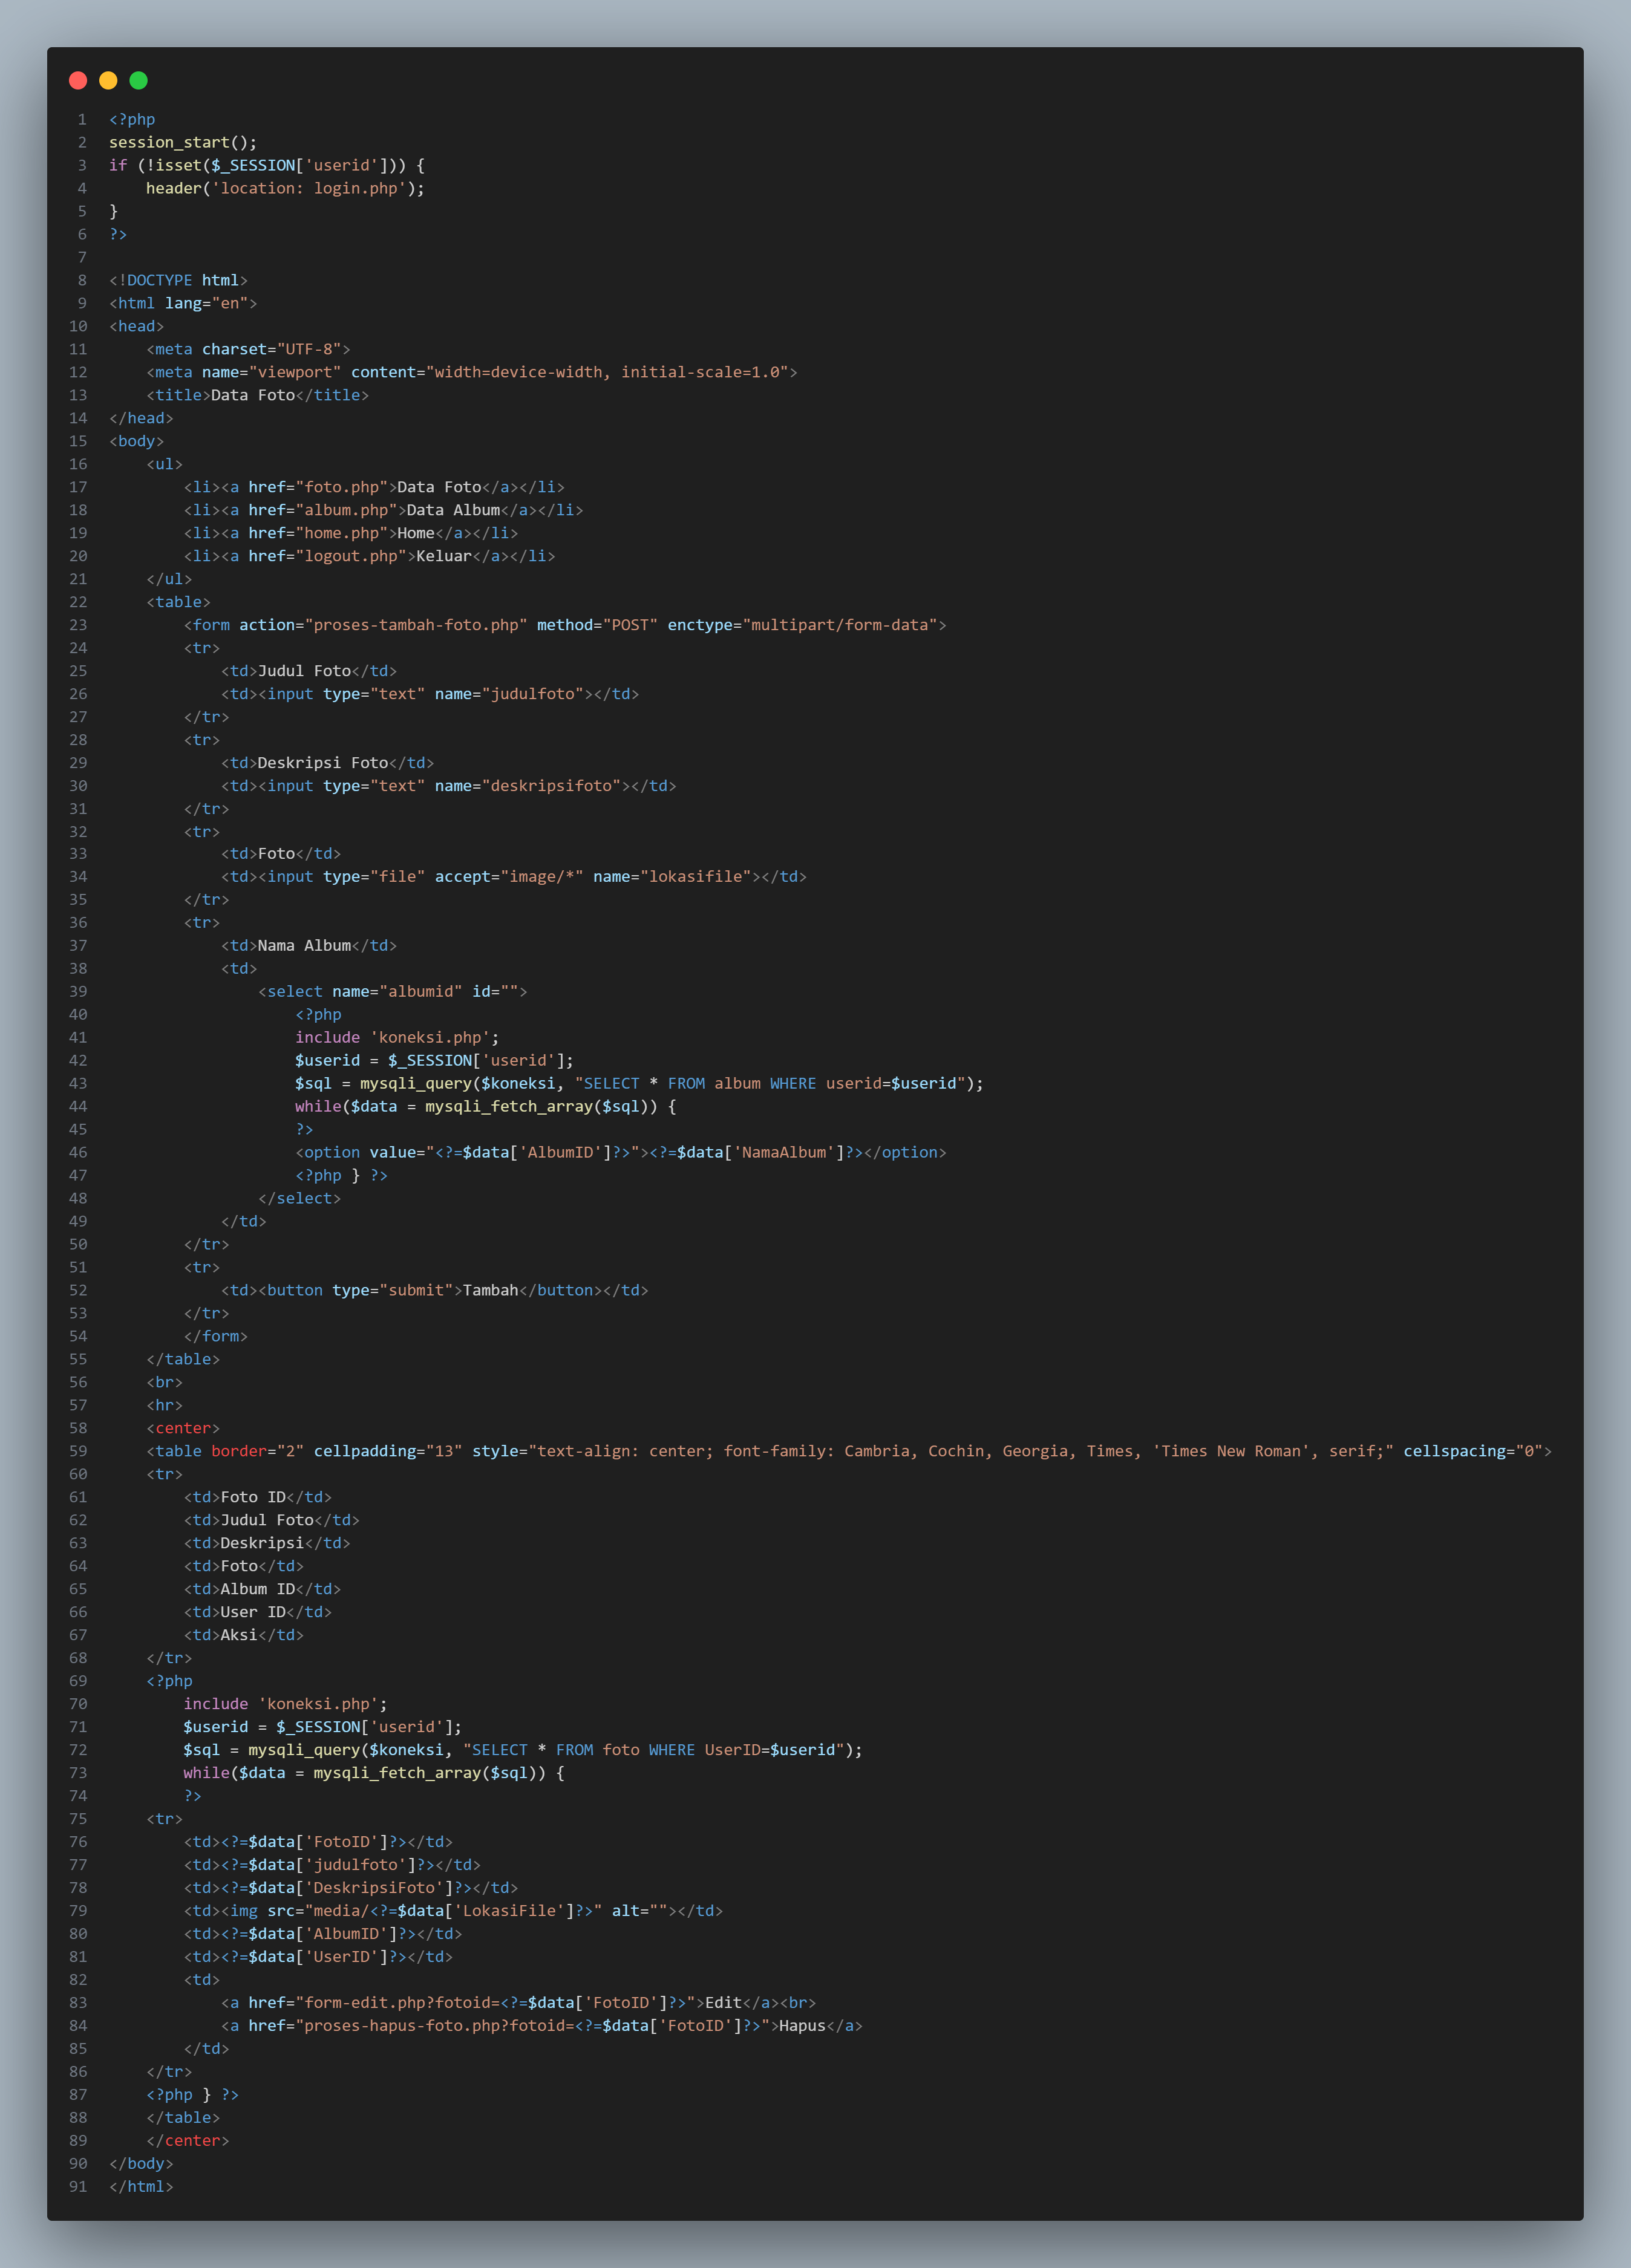 1 <?php
2 session_start();
3 if (!isset($_SESSION['userid'])) {
4     header('location: login.php');
5 }
6 ?>
7
8 <!DOCTYPE html>
9 <html lang="en">
10 <head>
11     <meta charset="UTF-8">
12     <meta name="viewport" content="width=device-width, initial-scale=1.0">
13     <title>Data Foto</title>
14 </head>
15 <body>
16     <ul>
17         <li><a href="foto.php">Data Foto</a></li>
18         <li><a href="album.php">Data Album</a></li>
19         <li><a href="home.php">Home</a></li>
20         <li><a href="logout.php">Keluar</a></li>
21     </ul>
22     <table>
23         <form action="proses-tambah-foto.php" method="POST" enctype="multipart/form-data">
24         <tr>
25             <td>Judul Foto</td>
26             <td><input type="text" name="judulfoto"></td>
27         </tr>
28         <tr>
29             <td>Deskripsi Foto</td>
30             <td><input type="text" name="deskripsifoto"></td>
31         </tr>
32         <tr>
33             <td>Foto</td>
34             <td><input type="file" accept="image/*" name="lokasifile"></td>
35         </tr>
36         <tr>
37             <td>Nama Album</td>
38             <td>
39                 <select name="albumid" id="">
40                     <?php
41                     include 'koneksi.php';
42                     $userid = $_SESSION['userid'];
43                     $sql = mysqli_query($koneksi, "SELECT * FROM album WHERE userid=$userid");
44                     while($data = mysqli_fetch_array($sql)) {
45                     ?>
46                     <option value="<?=$data['AlbumID']?>"><?=$data['NamaAlbum']?></option>
47                     <?php } ?>
48                 </select>
49             </td>
50         </tr>
51         <tr>
52             <td><button type="submit">Tambah</button></td>
53         </tr>
54         </form>
55     </table>
56     <br>
57     <hr>
58     <center>
59     <table border="2" cellpadding="13" style="text-align: center; font-family: Cambria, Cochin, Georgia, Times, 'Times New Roman', serif;" cellspacing="0">
60     <tr>
61         <td>Foto ID</td>
62         <td>Judul Foto</td>
63         <td>Deskripsi</td>
64         <td>Foto</td>
65         <td>Album ID</td>
66         <td>User ID</td>
67         <td>Aksi</td>
68     </tr>
69     <?php
70         include 'koneksi.php';
71         $userid = $_SESSION['userid'];
72         $sql = mysqli_query($koneksi, "SELECT * FROM foto WHERE UserID=$userid");
73         while($data = mysqli_fetch_array($sql)) {
74         ?>
75     <tr>
76         <td><?=$data['FotoID']?></td>
77         <td><?=$data['judulfoto']?></td>
78         <td><?=$data['DeskripsiFoto']?></td>
79         <td><img src="media/<?=$data['LokasiFile']?>" alt=""></td>
80         <td><?=$data['AlbumID']?></td>
81         <td><?=$data['UserID']?></td>
82         <td>
83             <a href="form-edit.php?fotoid=<?=$data['FotoID']?>">Edit</a><br>
84             <a href="proses-hapus-foto.php?fotoid=<?=$data['FotoID']?>">Hapus</a>
85         </td>
86     </tr>
87     <?php } ?>
88     </table>
89     </center>
90 </body>
91 </html>